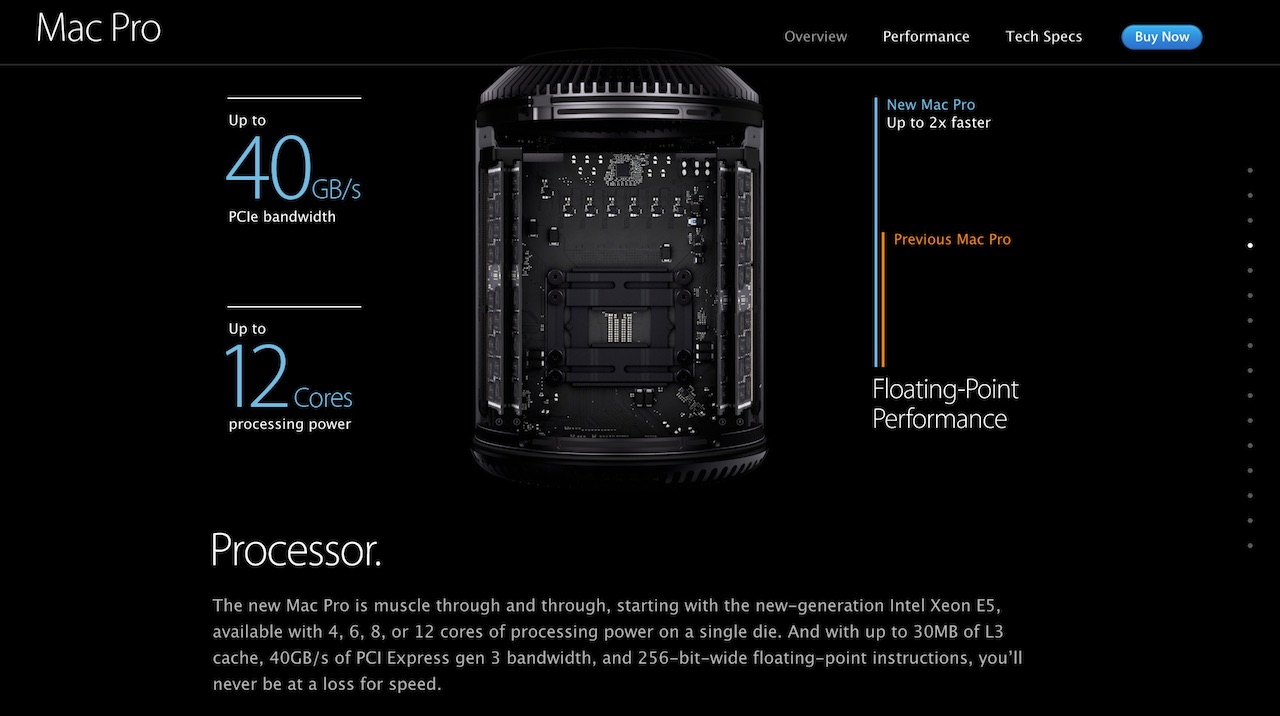 Mac Pro
Overview Performance Tech Specs Buy Now
Up to
40GB/s
PCIe bandwidth
Up to
12 Cores
processing power
New Mac Pro
Up to 2x faster
Previous Mac Pro
Floating-Point
Performance
Processor.
The new Mac Pro is muscle through and through, starting with the new-generation Intel Xeon E5,
available with 4, 6, 8, or 12 cores of processing power on a single die. And with up to 30MB of L3
cache, 40GB/s of PCI Express gen 3 bandwidth, and 256-bit-wide floating-point instructions, you’ll
never be at a loss for speed.